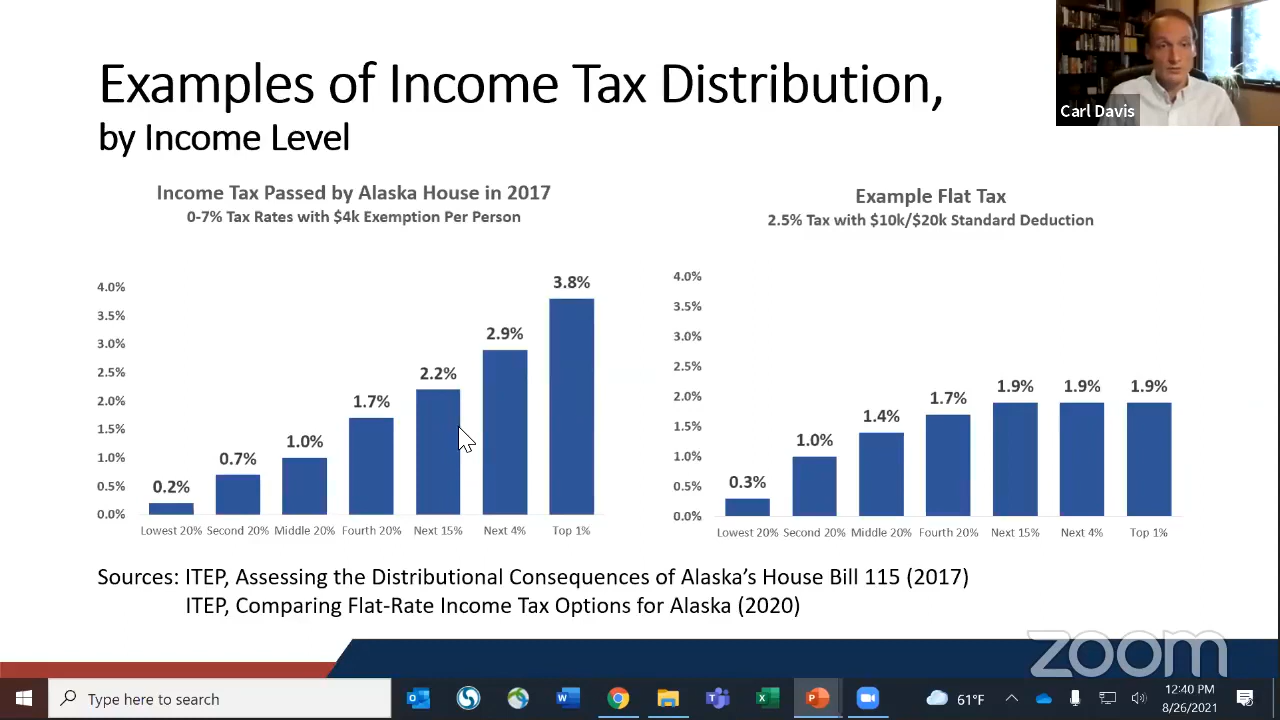 Examples of Income Tax Distribution,
by Income Level
Carl Davis
Income Tax Passed by Alaska House in 2017
0-7% Tax Rates with $4k Exemption Per Person
4.0%
3.5%
3.0%
2.5%
2.0%
1.5%
1.0%
0.5%
0.0%
0.2%
0.7%
1.0%
1.7%
2.2%
2.9%
3.8%
Lowest 20% Second 20% Middle 20% Fourth 20% Next 15% Next 4% Top 1%
Example Flat Tax
2.5% Tax with $10k/$20k Standard Deduction
4.0%
3.5%
3.0%
2.5%
2.0%
1.5%
1.0%
0.5%
0.0%
0.3%
1.0%
1.4%
1.7%
1.9%
1.9%
1.9%
Lowest 20% Second 20% Middle 20% Fourth 20% Next 15% Next 4% Top 1%
Sources: ITEP, Assessing the Distributional Consequences of Alaska's House Bill 115 (2017)
ITEP, Comparing Flat-Rate Income Tax Options for Alaska (2020)
zoom
Type here to search
61°F
12:40 PM
8/26/2021